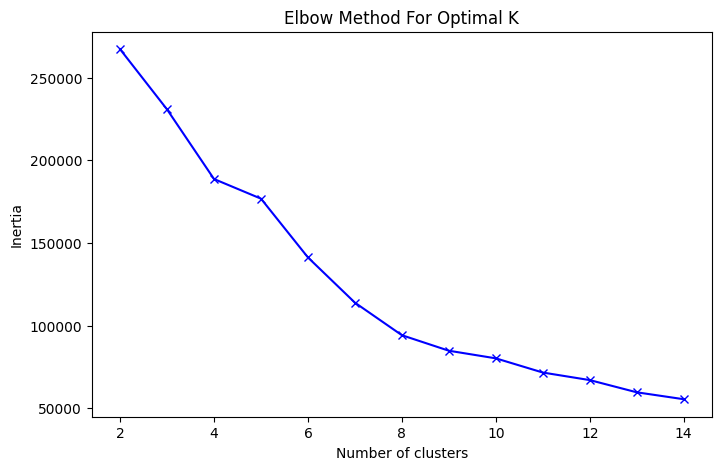 Elbow Method For Optimal K
250000
200000
150000
100000
50000
Inertia
2 4 6 8 10 12 14
Number of clusters